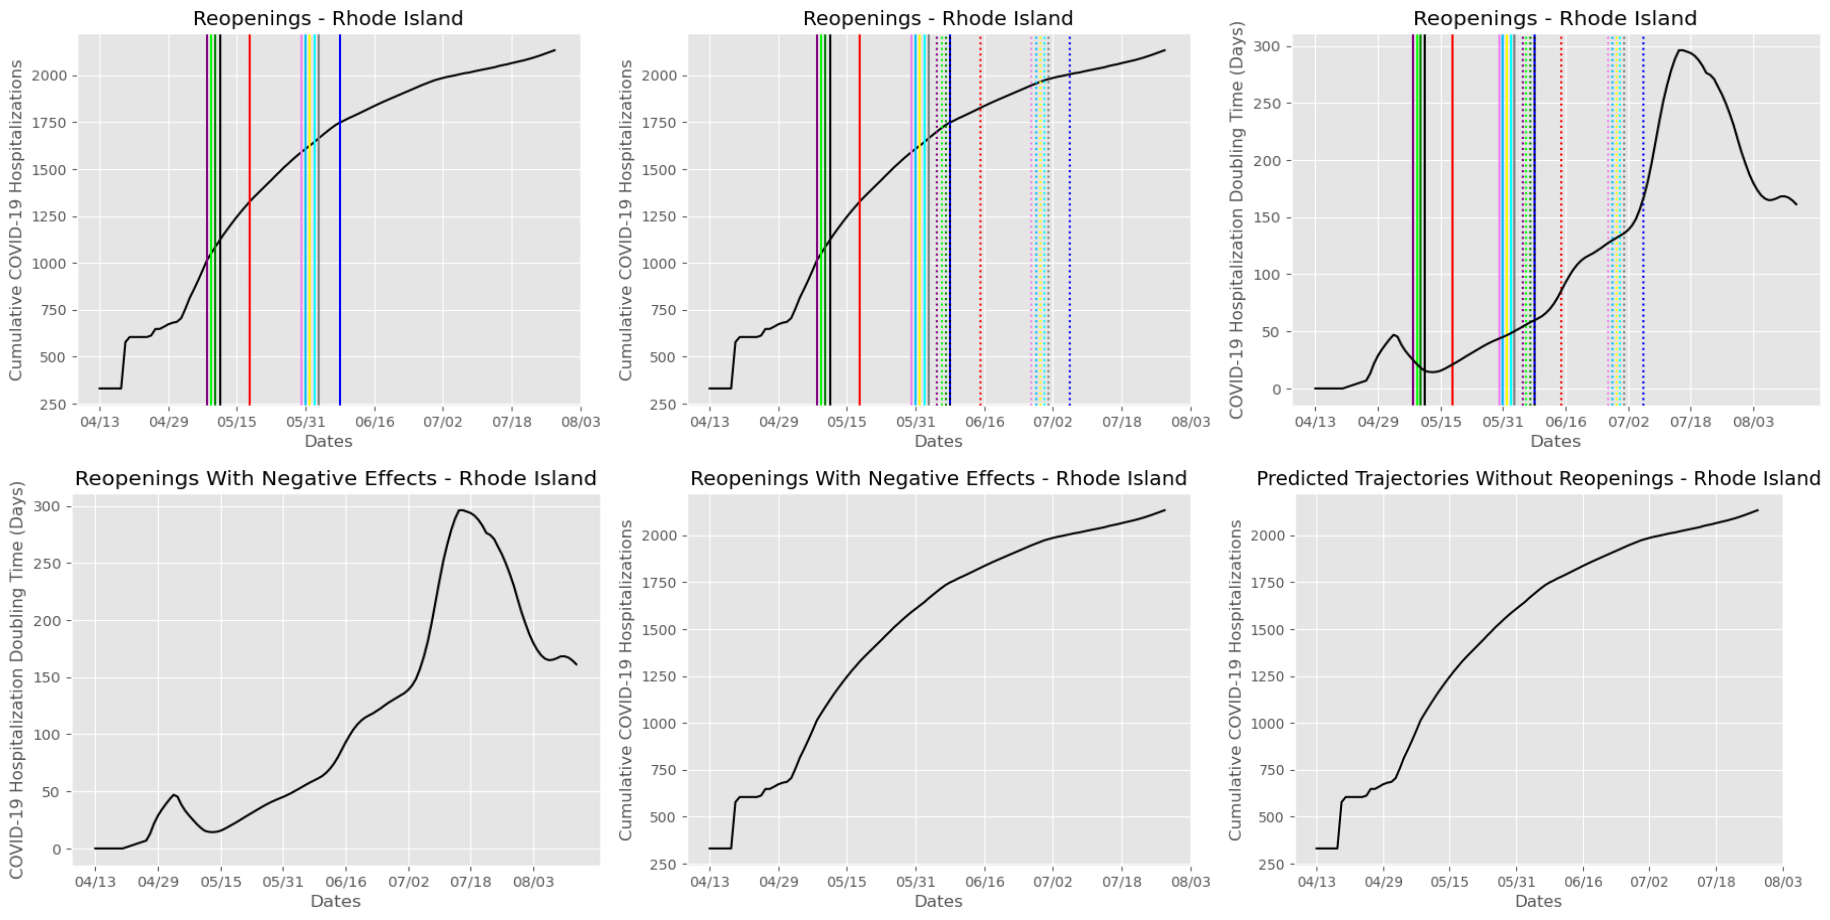 Reopenings - Rhode Island
Cumulative COVID-19 Hospitalizations
2000
1750
1500
1250
1000
750
500
250
04/13 04/29 05/15 05/31 06/16 07/02 07/18 08/03
Dates
Reopenings - Rhode Island
Cumulative COVID-19 Hospitalizations
2000
1750
1500
1250
1000
750
500
250
04/13 04/29 05/15 05/31 06/16 07/02 07/18 08/03
Dates
Reopenings - Rhode Island
COVID-19 Hospitalization Doubling Time (Days)
300
250
200
150
100
50
0
04/13 04/29 05/15 05/31 06/16 07/02 07/18 08/03
Dates
Reopenings With Negative Effects - Rhode Island
COVID-19 Hospitalization Doubling Time (Days)
300
250
200
150
100
50
0
04/13 04/29 05/15 05/31 06/16 07/02 07/18 08/03
Dates
Reopenings With Negative Effects - Rhode Island
Cumulative COVID-19 Hospitalizations
2000
1750
1500
1250
1000
750
500
250
04/13 04/29 05/15 05/31 06/16 07/02 07/18 08/03
Dates
Predicted Trajectories Without Reopenings - Rhode Island
Cumulative COVID-19 Hospitalizations
2000
1750
1500
1250
1000
750
500
250
04/13 04/29 05/15 05/31 06/16 07/02 07/18 08/03
Dates